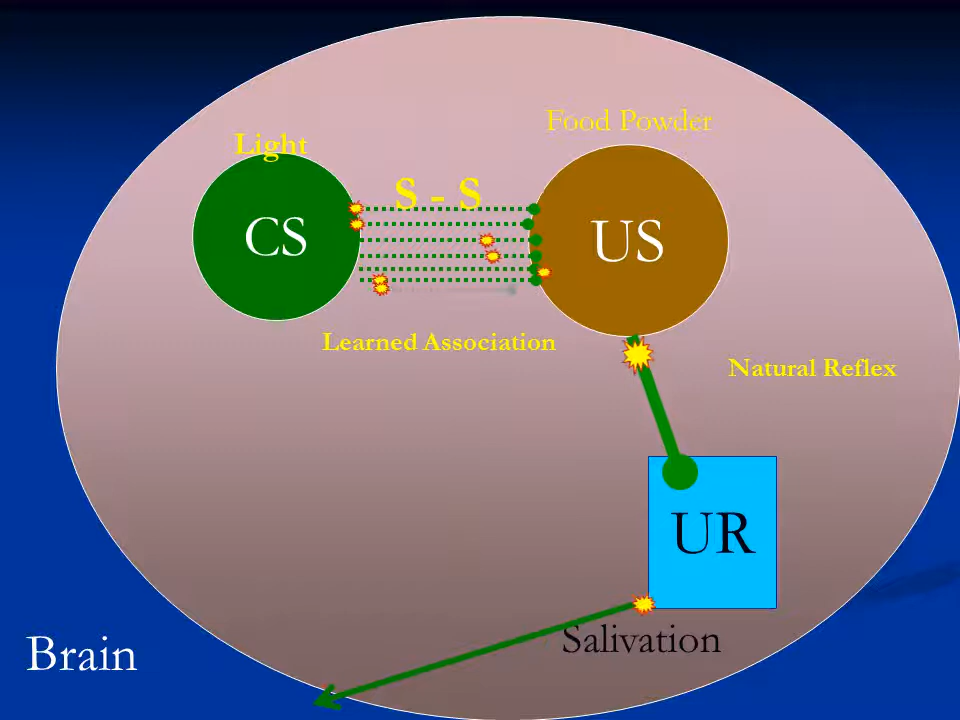 Food Powder
Light
S - S
CS
US
Learned Association
Natural Reflex
UR
Salivation
Brain